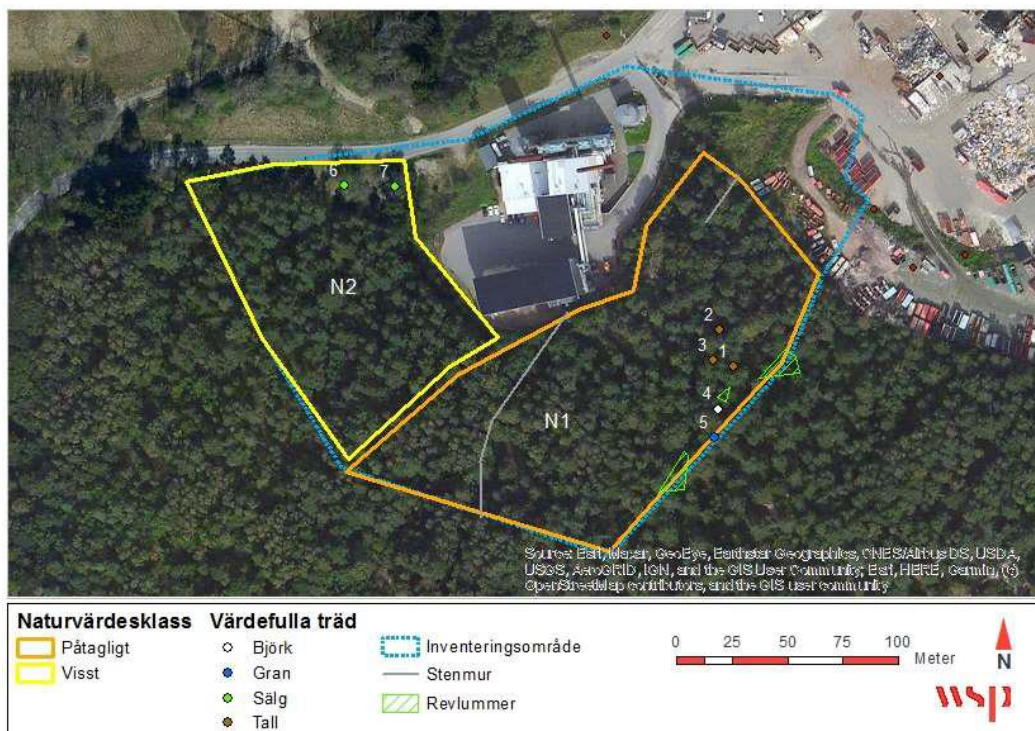 6
7
N2
2
3
1
4
N1
5
Source: Esri, Maxar, GeoEye, Earthstar Geographics, CNES/Airbus DS, USDA,
USGS, AeroGRID, IGN, and the GIS User Community; Esri, HERE, Garmin, (c)
OpenStreetMap contributors, and the GIS user community
Naturvärdesklass
Påtagligt
Visst
Värdefulla träd
Björk
Gran
Sälg
Tall
Inventeringsområde
Stenmur
Revlummer
0 25 50 75 100
Meter
N
wsp